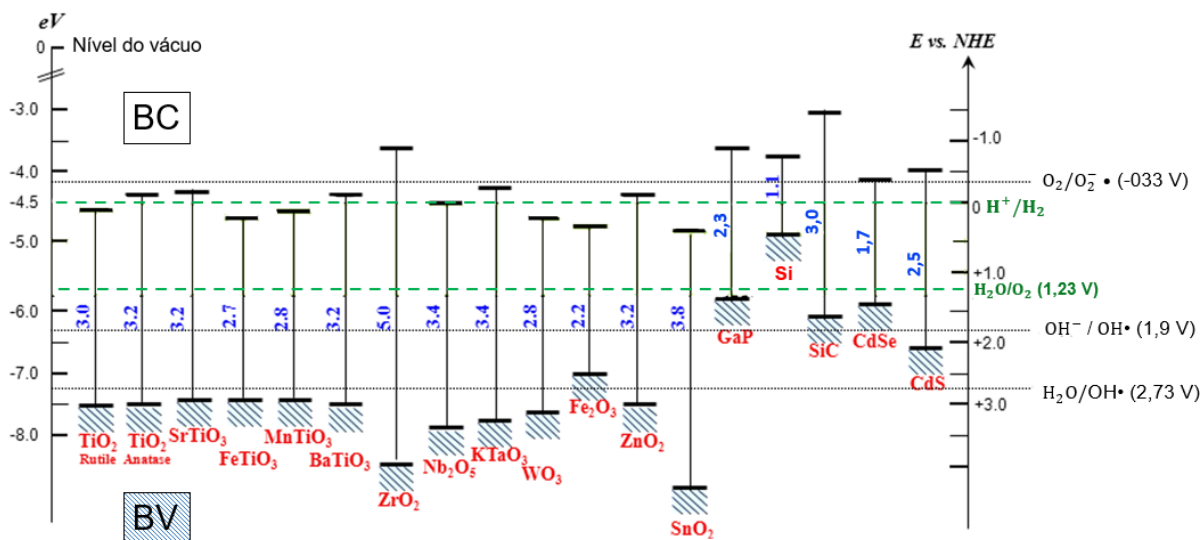 eV
0
Nível do vácuo
E vs. NHE
-3.0
BC
-1.0
-4.0
O₂/O₂⁻ • (-033 V)
-4.5
0
H⁺/H₂
-5.0
1.1
2,3
3,0
1,7
2,5
Si
+1.0
H₂O/O₂ (1,23 V)
-6.0
3.0
3.2
3.2
2.7
2.8
3.2
5.0
3.4
3.4
2.8
2.2
3.2
3.8
GaP
SiC
CdSe
OH⁻ / OH• (1,9 V)
+2.0
-7.0
CdS
H₂O/OH• (2,73 V)
Fe₂O₃
+3.0
-8.0
TiO₂
Rutile
TiO₂
Anatase
SrTiO₃
FeTiO₃
MnTiO₃
BaTiO₃
ZrO₂
Nb₂O₅
KTaO₃
WO₃
ZnO₂
SnO₂
BV